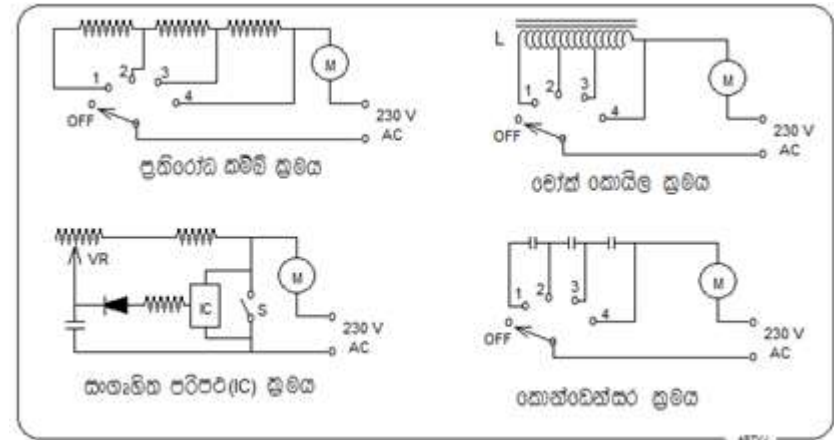 1
2
3
4
OFF
M
230 V
AC
ප්‍රතිරෝධ කම්බි ක්‍රමය
L
1
2
3
4
OFF
M
230 V
AC
චෝක් කොයිල ක්‍රමය
VR
IC
S
M
230 V
AC
සංගෘහිත පරිපථ(IC) ක්‍රමය
1
2
3
4
OFF
M
230 V
AC
කොන්ඩෙන්සර ක්‍රමය